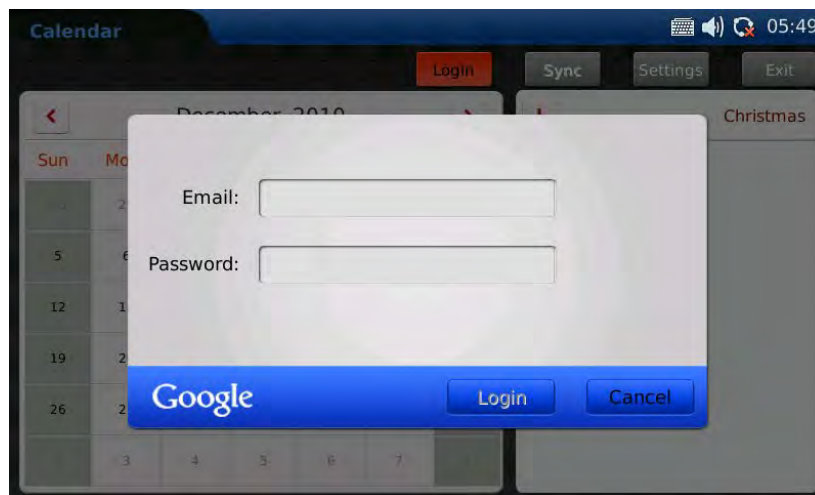 Calendar
05:49
Login Sync Settings Exit
December 2010
Christmas
Sun
Email:
5
Password:
12
19
26
Google Login Cancel
3 4 5 6 7